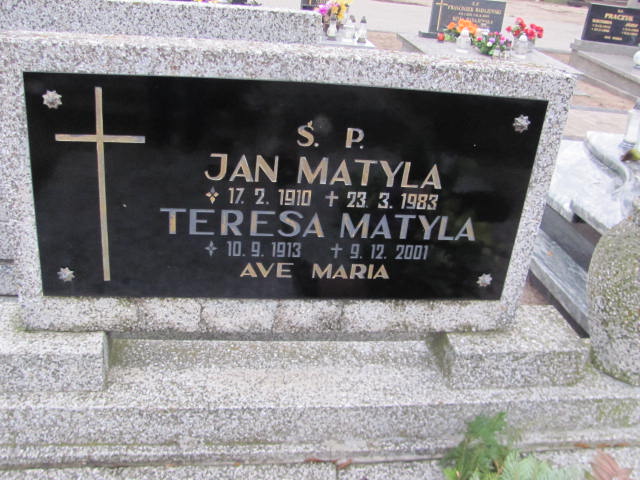 Ś. P.
JAN MATYLA
17. 2. 1910 + 23. 3. 1983
TERESA MATYLA
10. 9. 1913 + 9. 12. 2001
AVE MARIA